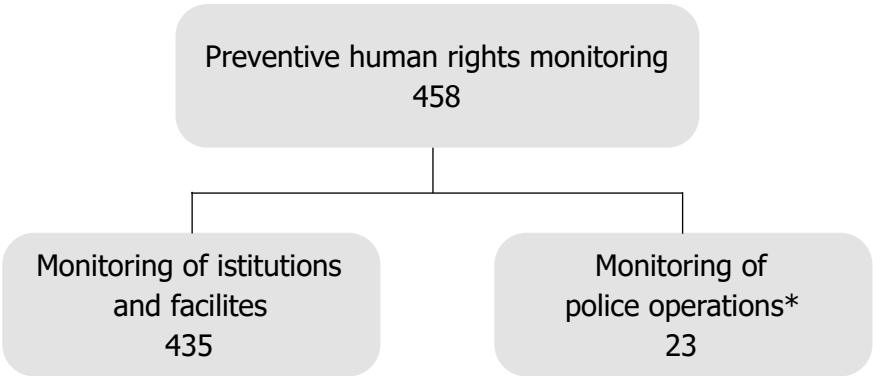 Preventive human rights monitoring
458
Monitoring of istitutions
and facilites
435
Monitoring of
police operations*
23